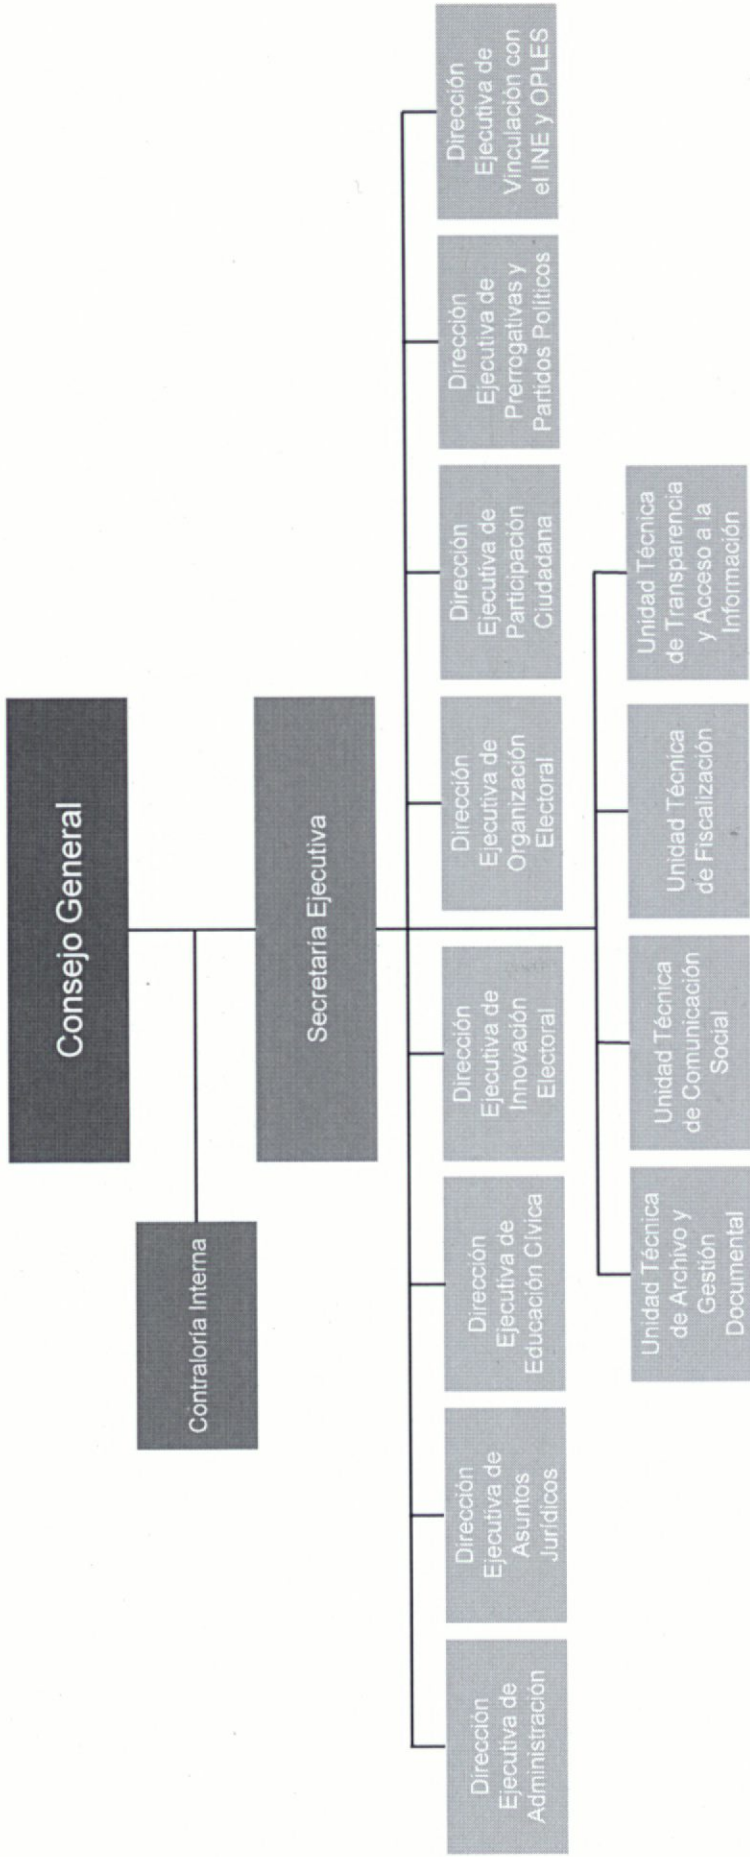 Consejo General
Contraloría Interna
Secretaría Ejecutiva
Dirección
Ejecutiva de
Administración
Dirección
Ejecutiva de
Asuntos
Jurídicos
Dirección
Ejecutiva de
Educación Cívica
Dirección
Ejecutiva de
Innovación
Electoral
Dirección
Ejecutiva de
Organización
Electoral
Dirección
Ejecutiva de
Participación
Ciudadana
Dirección
Ejecutiva de
Prerrogativas y
Partidos Políticos
Dirección
Ejecutiva de
Vinculación con
el INE y OPLES
Unidad Técnica
de Archivo y
Gestión
Documental
Unidad Técnica
de Comunicación
Social
Unidad Técnica
de Fiscalización
Unidad Técnica
de Transparencia
y Acceso a la
Información